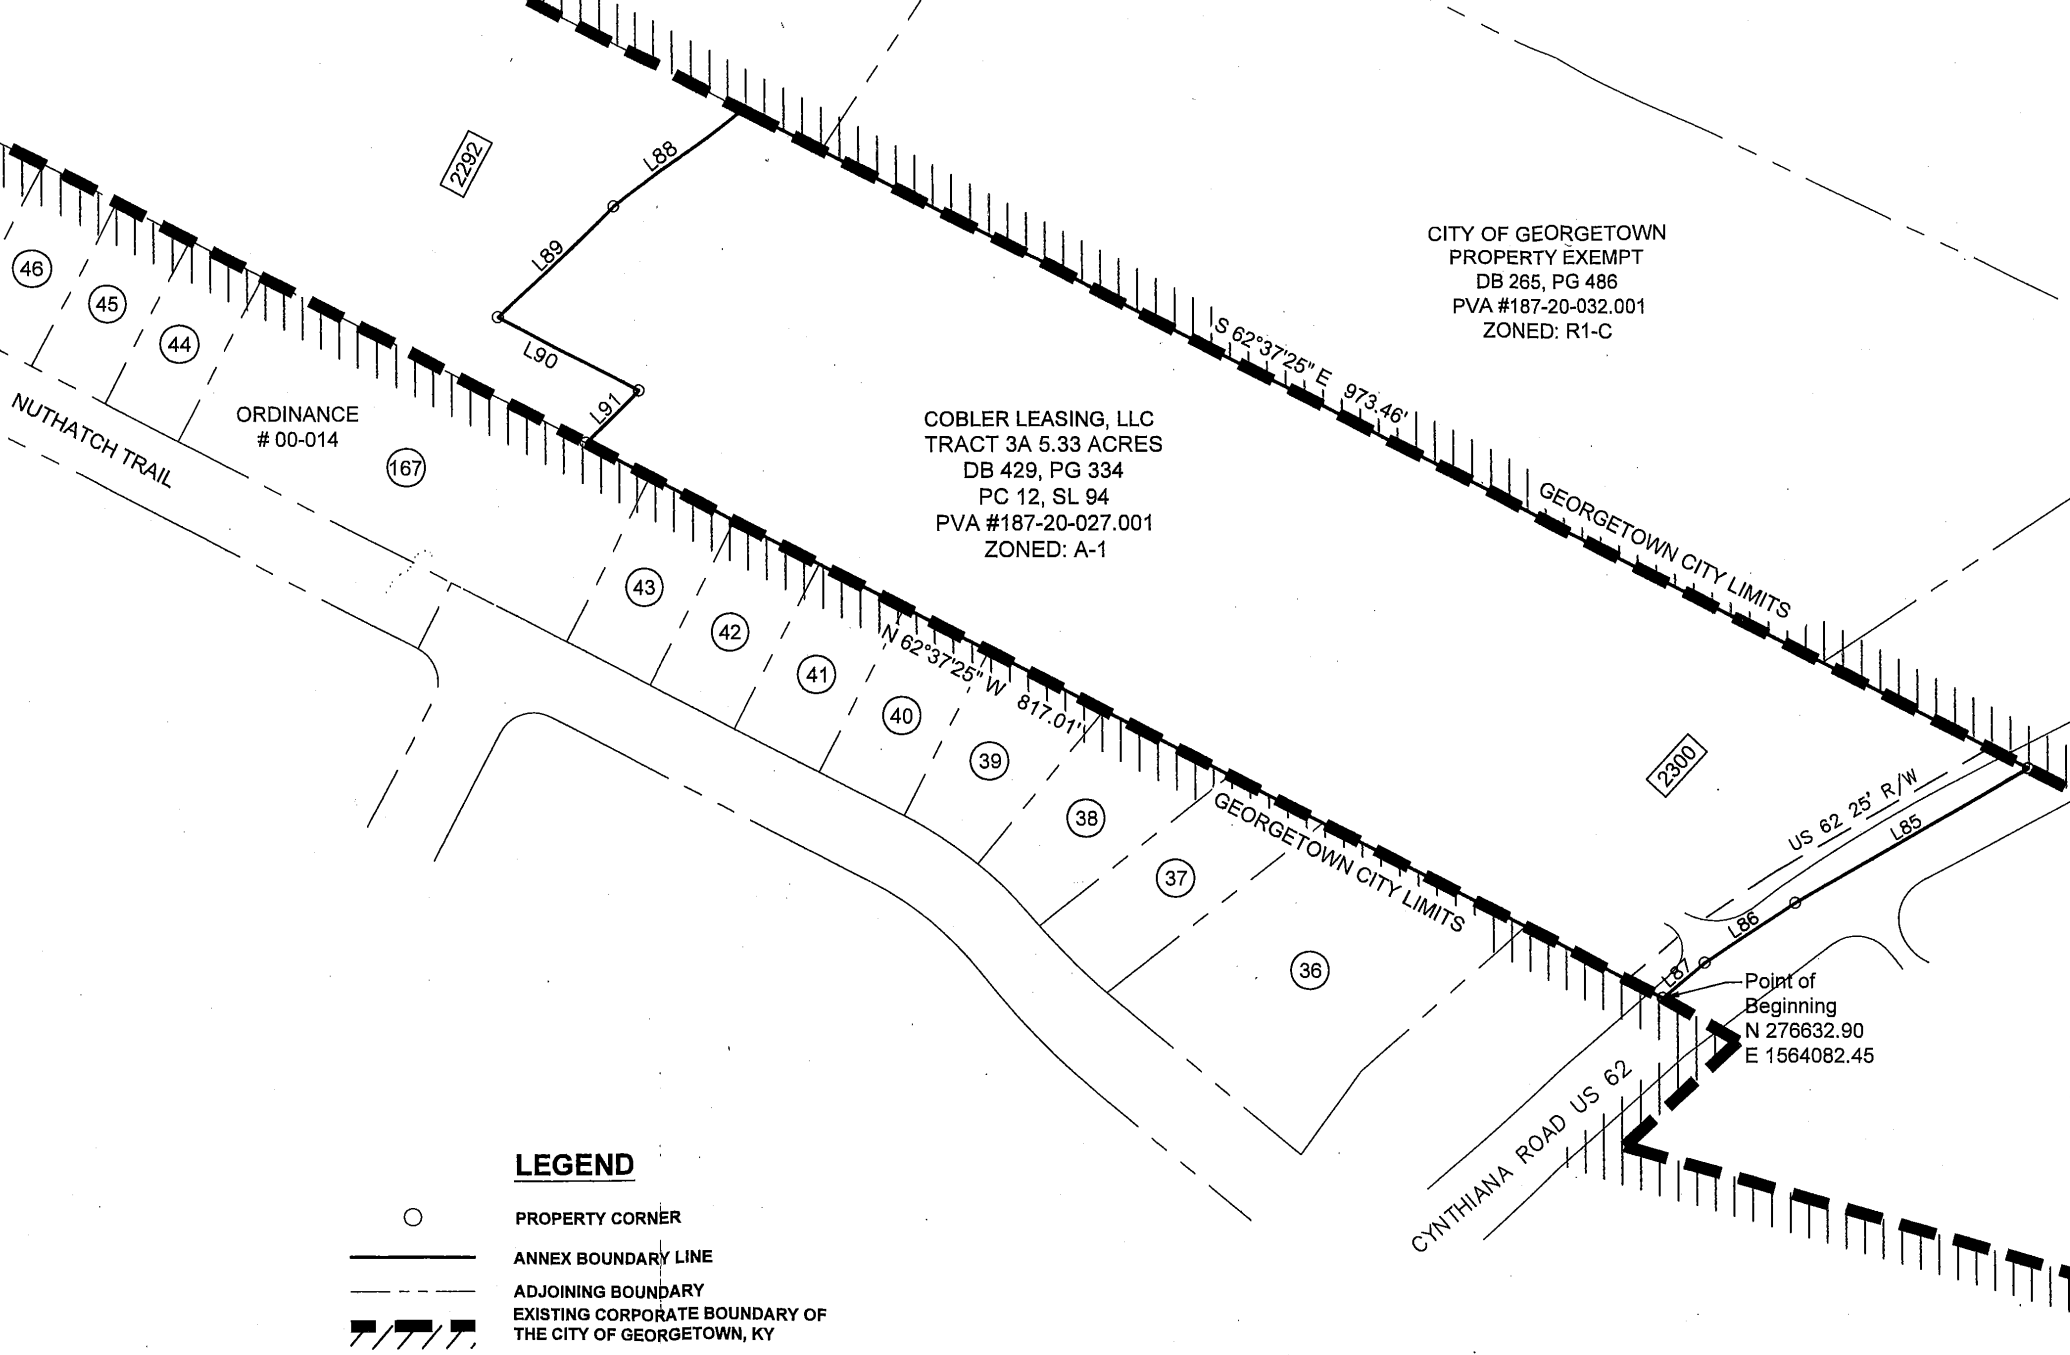 2292
L88
L89
L90
L91
46
45
44
NUTHATCH TRAIL
ORDINANCE
# 00-014
167
CITY OF GEORGETOWN
PROPERTY EXEMPT
DB 265, PG 486
PVA #187-20-032.001
ZONED: R1-C
S 62°37'25" E 973.46'
GEORGETOWN CITY LIMITS
COBLER LEASING, LLC
TRACT 3A 5.33 ACRES
DB 429, PG 334
PC 12, SL 94
PVA #187-20-027.001
ZONED: A-1
43
42
41
40
39
38
37
36
N 62°37'25" W 817.01'
GEORGETOWN CITY LIMITS
2300
US 62 25' R/W
L85
L86
L87
Point of
Beginning
N 276632.90
E 1564082.45
CYNTHIANA ROAD US 62
LEGEND
PROPERTY CORNER
ANNEX BOUNDARY LINE
ADJOINING BOUNDARY
EXISTING CORPORATE BOUNDARY OF
THE CITY OF GEORGETOWN, KY